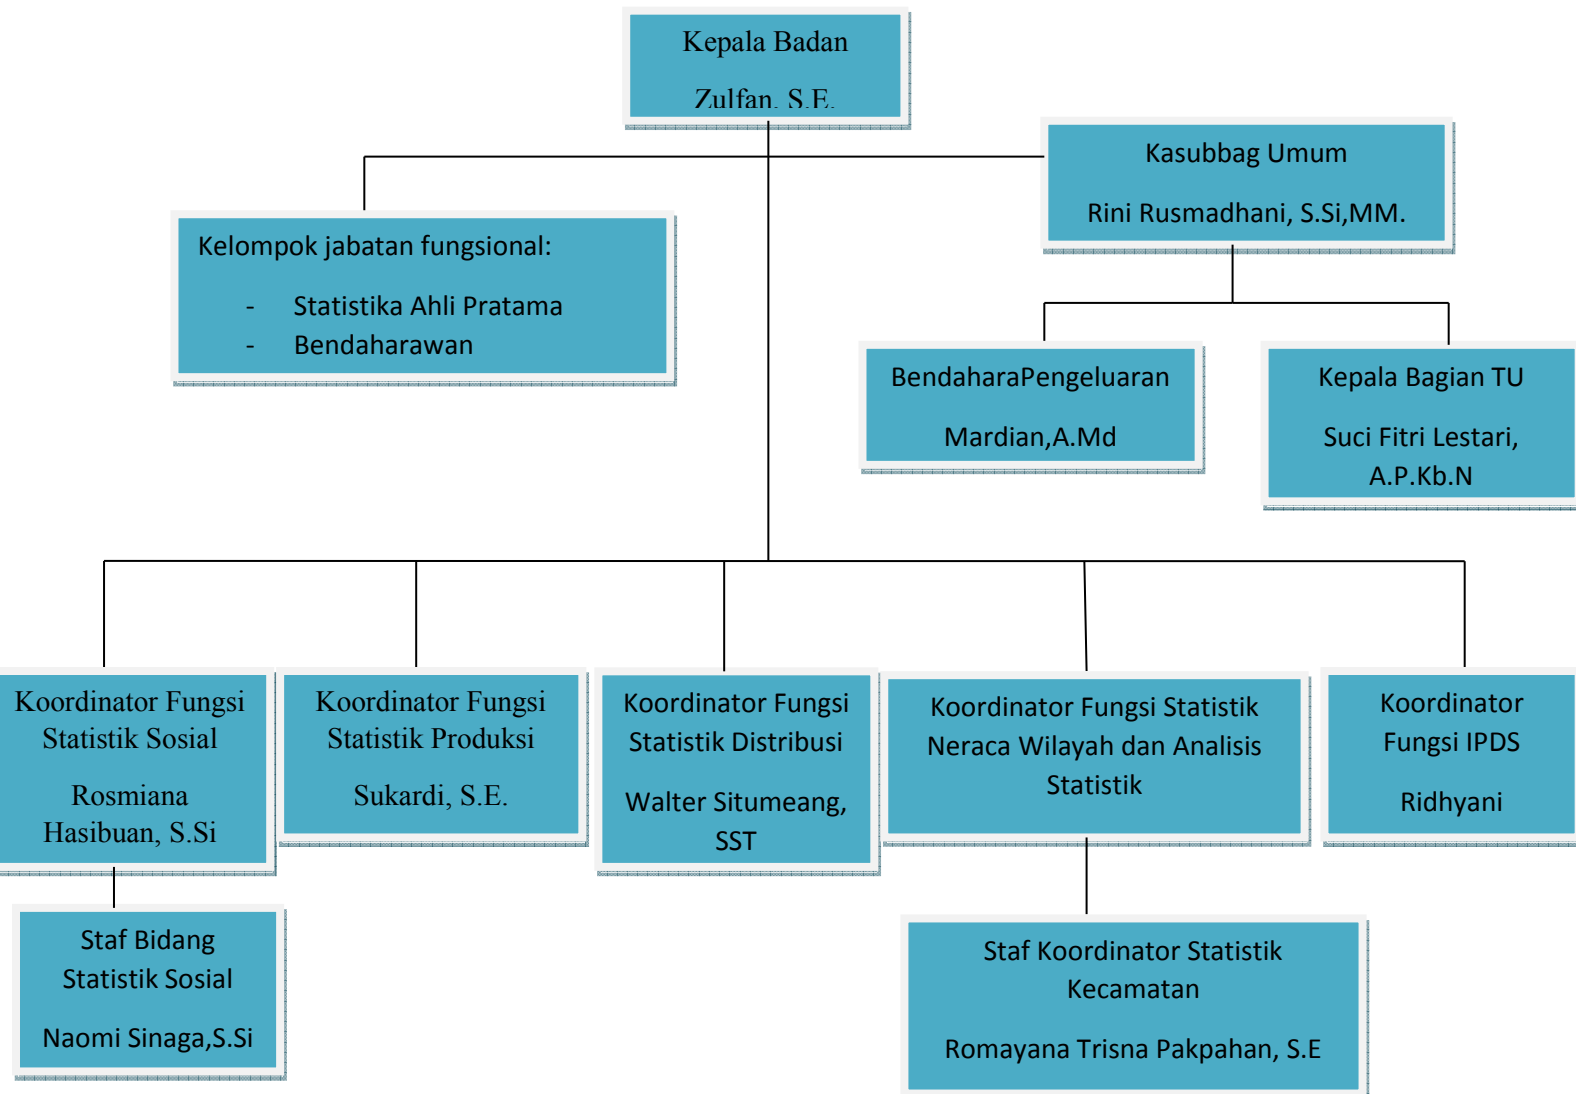 Kepala Badan
Zulfan, S.E.
Kasubbag Umum
Rini Rusmadhani, S.Si,MM.
Kelompok jabatan fungsional:
- Statistika Ahli Pratama
- Bendaharawan
BendaharaPengeluaran
Mardian,A.Md
Kepala Bagian TU
Suci Fitri Lestari,
A.P.Kb.N
Koordinator Fungsi
Statistik Sosial
Rosmiana
Hasibuan, S.Si
Koordinator Fungsi
Statistik Produksi
Sukardi, S.E.
Koordinator Fungsi
Statistik Distribusi
Walter Situmeang,
SST
Koordinator Fungsi Statistik
Neraca Wilayah dan Analisis
Statistik
Koordinator
Fungsi IPDS
Ridhyani
Staf Bidang
Statistik Sosial
Naomi Sinaga,S.Si
Staf Koordinator Statistik
Kecamatan
Romayana Trisna Pakpahan, S.E